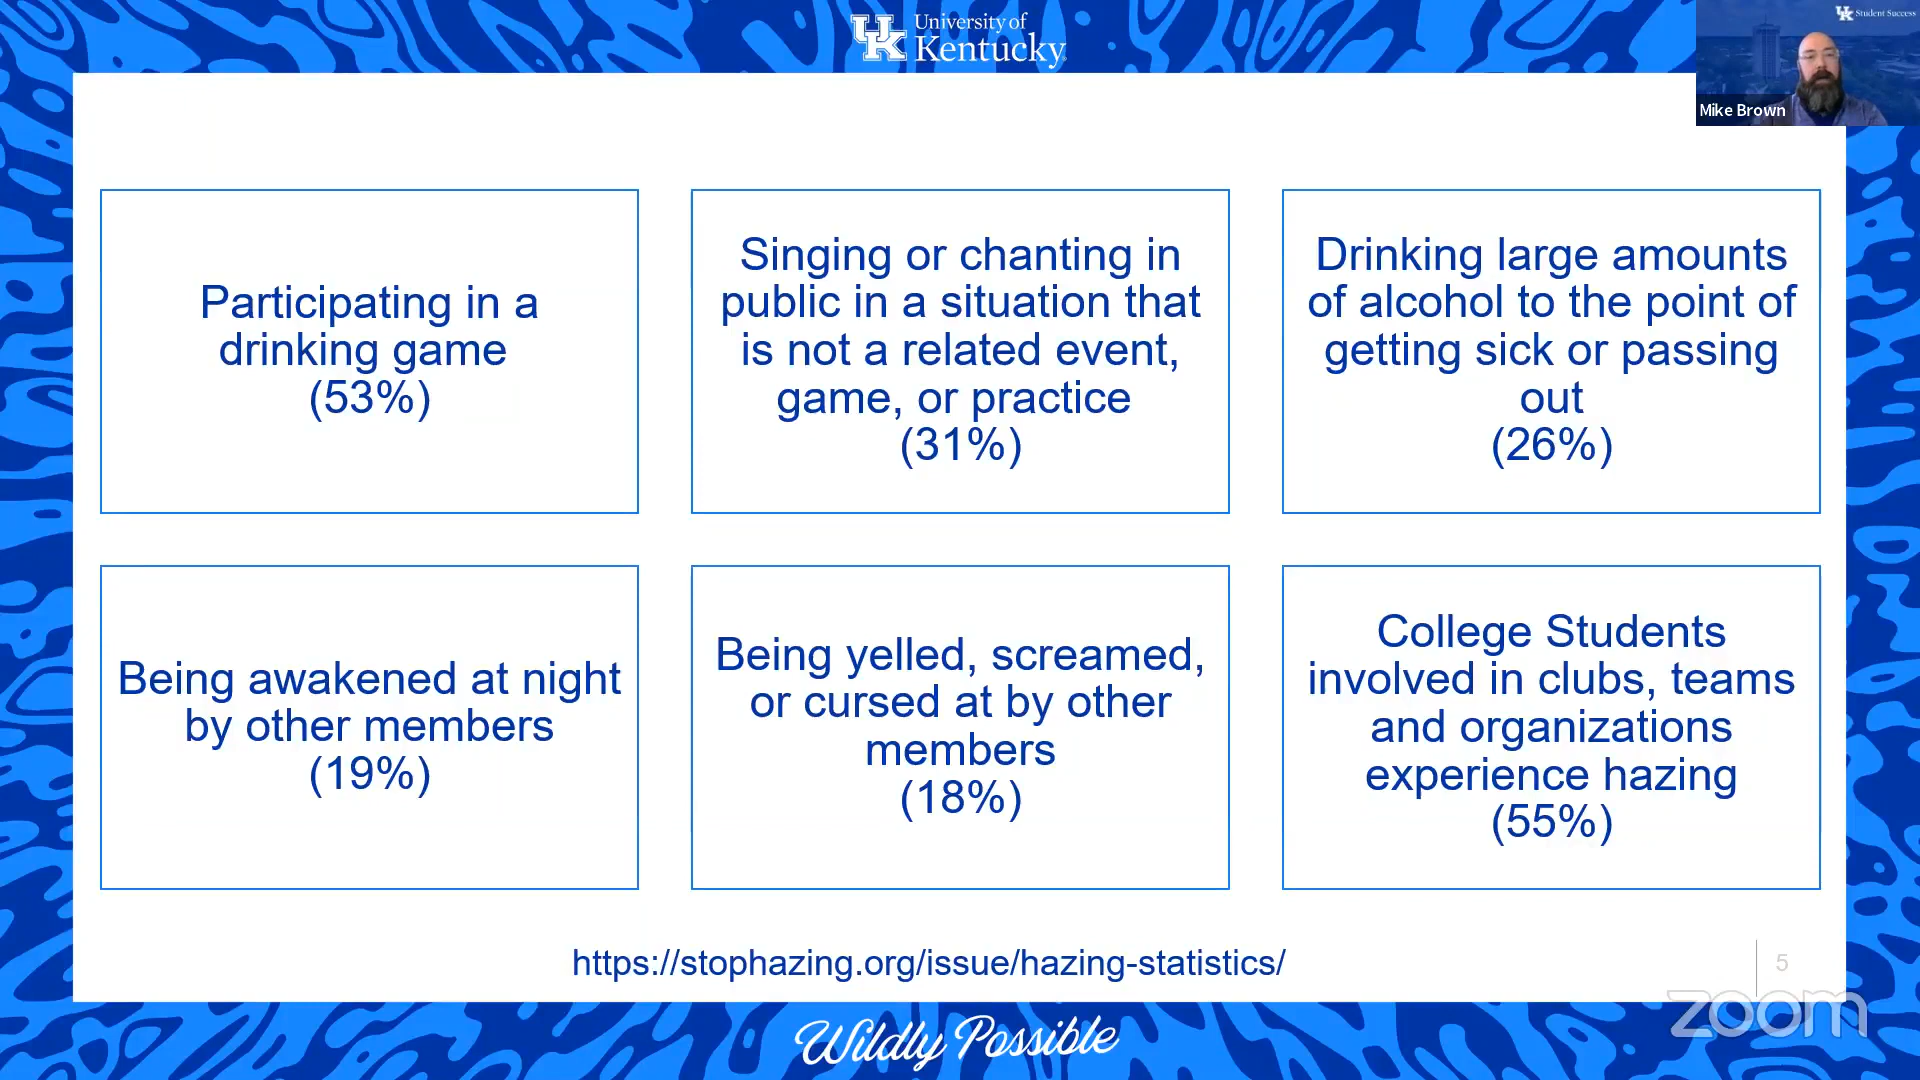 University of
Kentucky
UK Student Success
Mike Brown
Participating in a
drinking game
(53%)
Singing or chanting in
public in a situation that
is not a related event,
game, or practice
(31%)
Drinking large amounts
of alcohol to the point of
getting sick or passing
out
(26%)
Being awakened at night
by other members
(19%)
Being yelled, screamed,
or cursed at by other
members
(18%)
College Students
involved in clubs, teams
and organizations
experience hazing
(55%)
https://stophazing.org/issue/hazing-statistics/
5
zoom
Wildly Possible